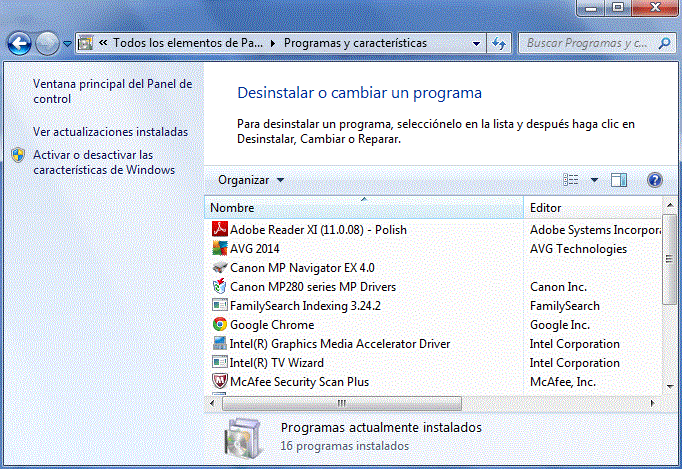 « Todos los elementos de Pa... ▸ Programas y características
Buscar Programas y c...
Ventana principal del Panel de
control
Ver actualizaciones instaladas
Activar o desactivar las
características de Windows
Desinstalar o cambiar un programa
Para desinstalar un programa, selecciónelo en la lista y después haga clic en
Desinstalar, Cambiar o Reparar.
Organizar
Nombre Editor
Adobe Reader XI (11.0.08) - Polish Adobe Systems Incorpora
AVG 2014 AVG Technologies
Canon MP Navigator EX 4.0
Canon MP280 series MP Drivers Canon Inc.
FamilySearch Indexing 3.24.2 FamilySearch
Google Chrome Google Inc.
Intel(R) Graphics Media Accelerator Driver Intel Corporation
Intel(R) TV Wizard Intel Corporation
McAfee Security Scan Plus McAfee, Inc.
Programas actualmente instalados
16 programas instalados